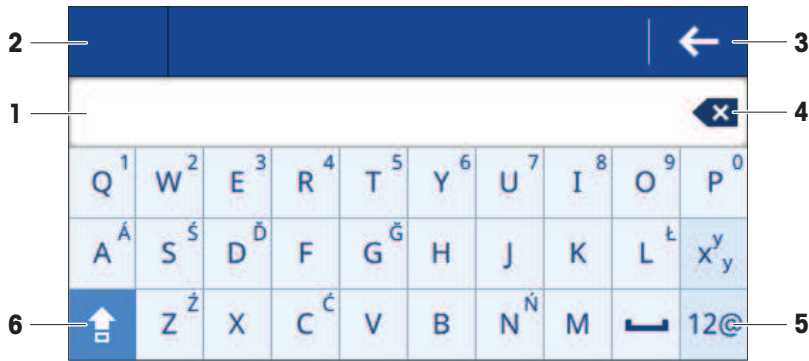 2 3
1 4
Q 1 W 2 E 3 R 4 T 5 Y 6 U 7 I 8 O 9 P 0
A Á S Ś D Ď F G Ğ H J K L Ł x y y
6 Z Ź X C Ć V B N Ń M 12@ 5